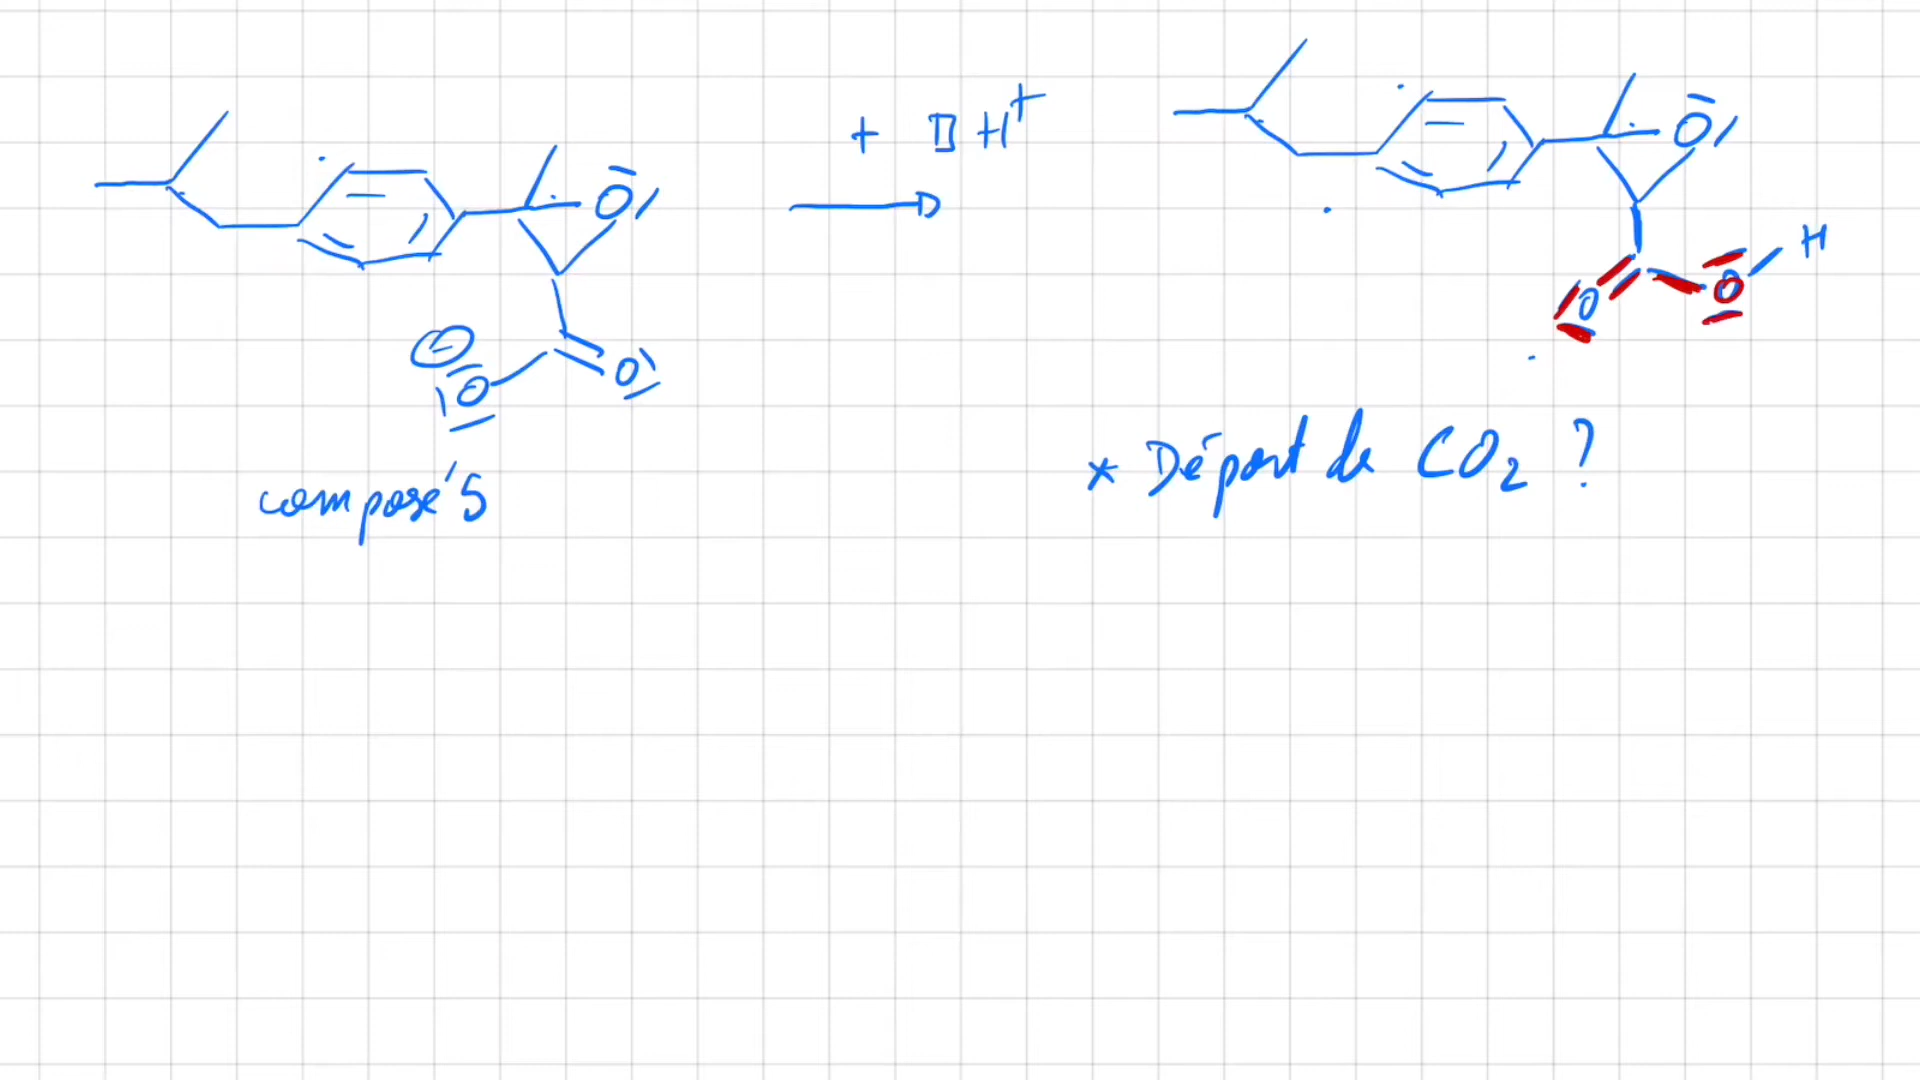 + H⁺
O
O
H
O
O
⊖
O
O
composé 5
* Départ de CO₂ ?